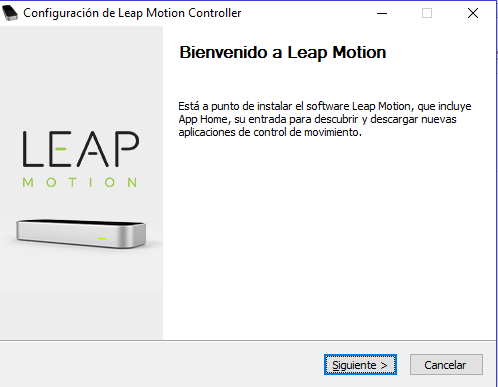 Configuración de Leap Motion Controller
Bienvenido a Leap Motion
Está a punto de instalar el software Leap Motion, que incluye
App Home, su entrada para descubrir y descargar nuevas
aplicaciones de control de movimiento.
LEAP
MOTION
Siguiente >
Cancelar